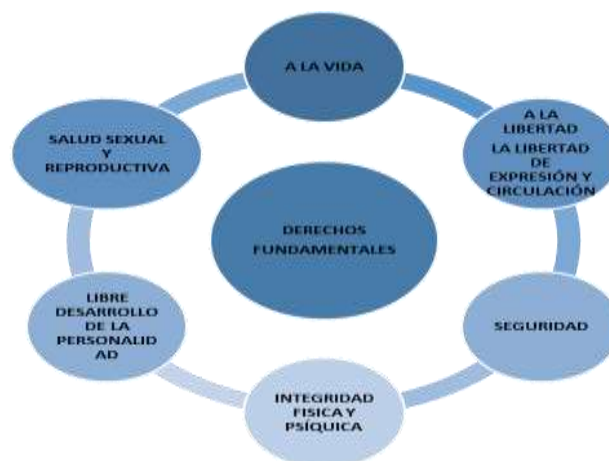 A LA VIDA
A LA
LIBERTAD
LA LIBERTAD
DE
EXPRESIÓN Y
CIRCULACIÓN
SEGURIDAD
INTEGRIDAD
FISICA Y
PSÍQUICA
LIBRE
DESARROLLO
DE LA
PERSONALID
AD
SALUD SEXUAL
Y
REPRODUCTIVA
DERECHOS
FUNDAMENTALES